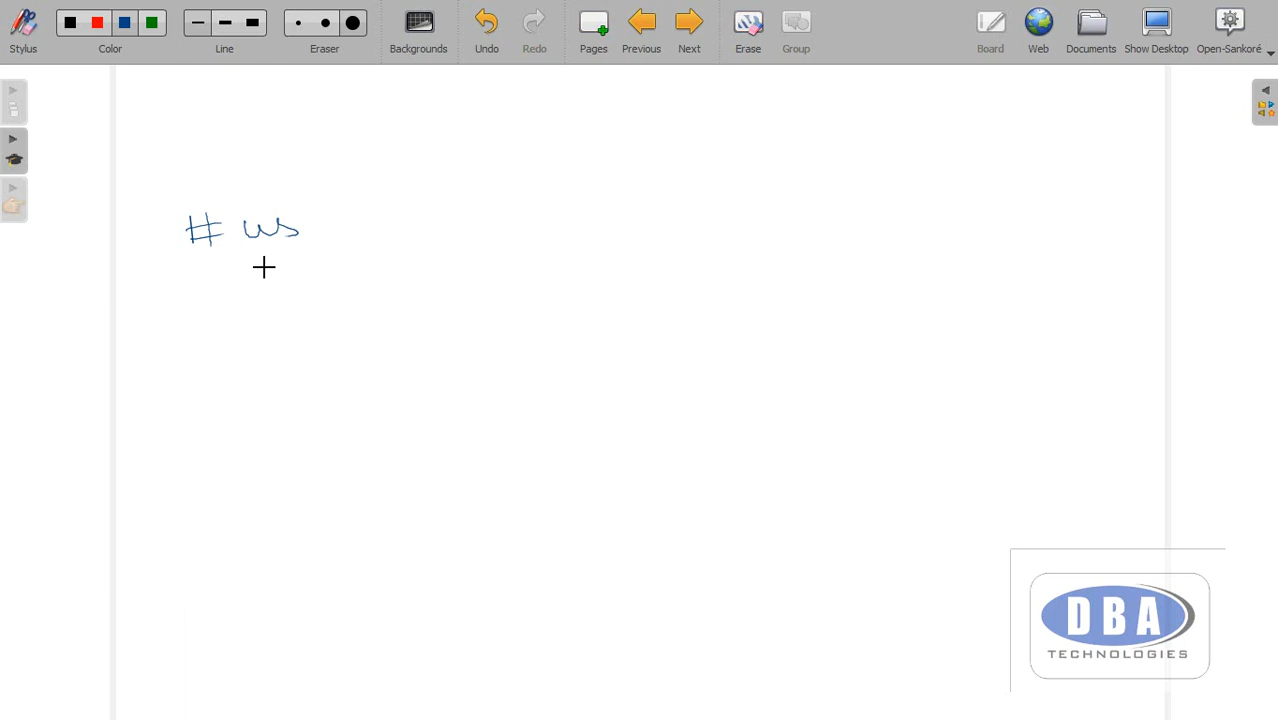 Stylus
Color
Line
Eraser
Backgrounds
Undo
Redo
Pages
Previous
Next
Erase
Group
Board
Web
Documents
Show Desktop
Open-Sankoré
# us
DBA
TECHNOLOGIES